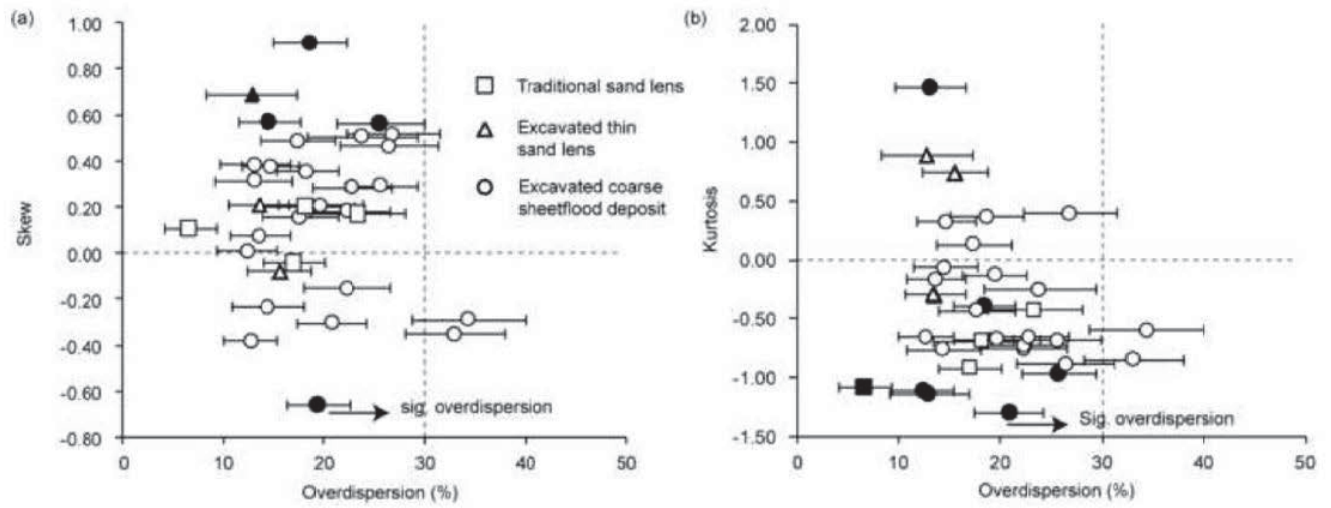 (a)
1.00
0.80
0.60
0.40
0.20
0.00
-0.20
-0.40
-0.60
-0.80
Skew
0
10
20
30
40
50
Overdispersion (%)
sig. overdispersion
Traditional sand lens
Excavated thin
sand lens
Excavated coarse
sheetflood deposit
(b)
2.00
1.50
1.00
0.50
0.00
-0.50
-1.00
-1.50
Kurtosis
0
10
20
30
40
50
Overdispersion (%)
Sig. overdispersion